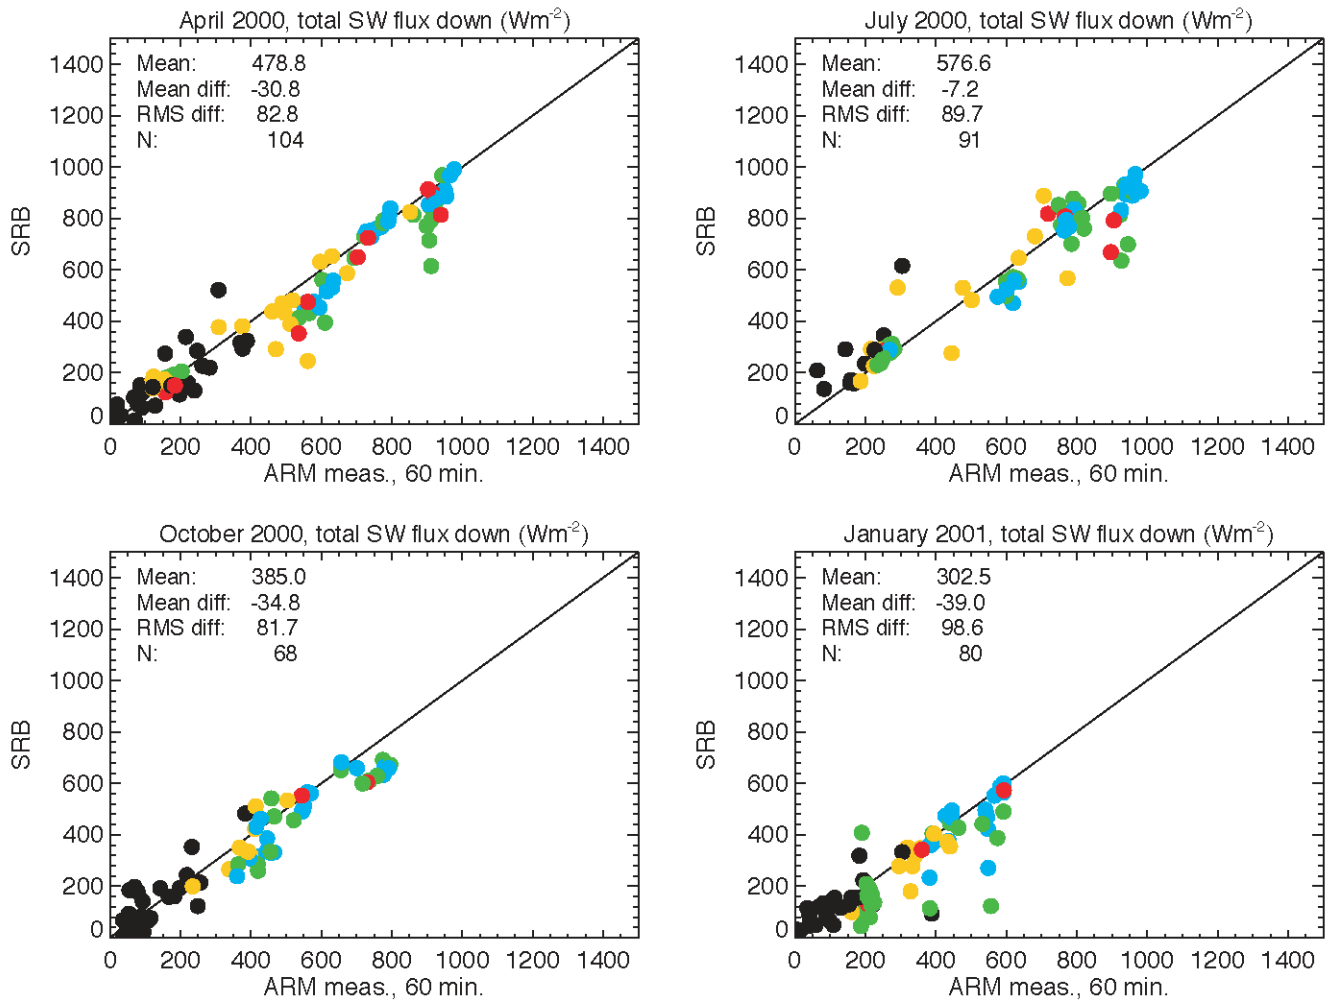 April 2000, total SW flux down (Wm-2)
Mean: 478.8
Mean diff: -30.8
RMS diff: 82.8
N: 104
SRB
1400
1200
1000
800
600
400
200
0
0 200 400 600 800 1000 1200 1400
ARM meas., 60 min.
July 2000, total SW flux down (Wm-2)
Mean: 576.6
Mean diff: -7.2
RMS diff: 89.7
N: 91
SRB
1400
1200
1000
800
600
400
200
0
0 200 400 600 800 1000 1200 1400
ARM meas., 60 min.
October 2000, total SW flux down (Wm-2)
Mean: 385.0
Mean diff: -34.8
RMS diff: 81.7
N: 68
SRB
1400
1200
1000
800
600
400
200
0
0 200 400 600 800 1000 1200 1400
ARM meas., 60 min.
January 2001, total SW flux down (Wm-2)
Mean: 302.5
Mean diff: -39.0
RMS diff: 98.6
N: 80
SRB
1400
1200
1000
800
600
400
200
0
0 200 400 600 800 1000 1200 1400
ARM meas., 60 min.